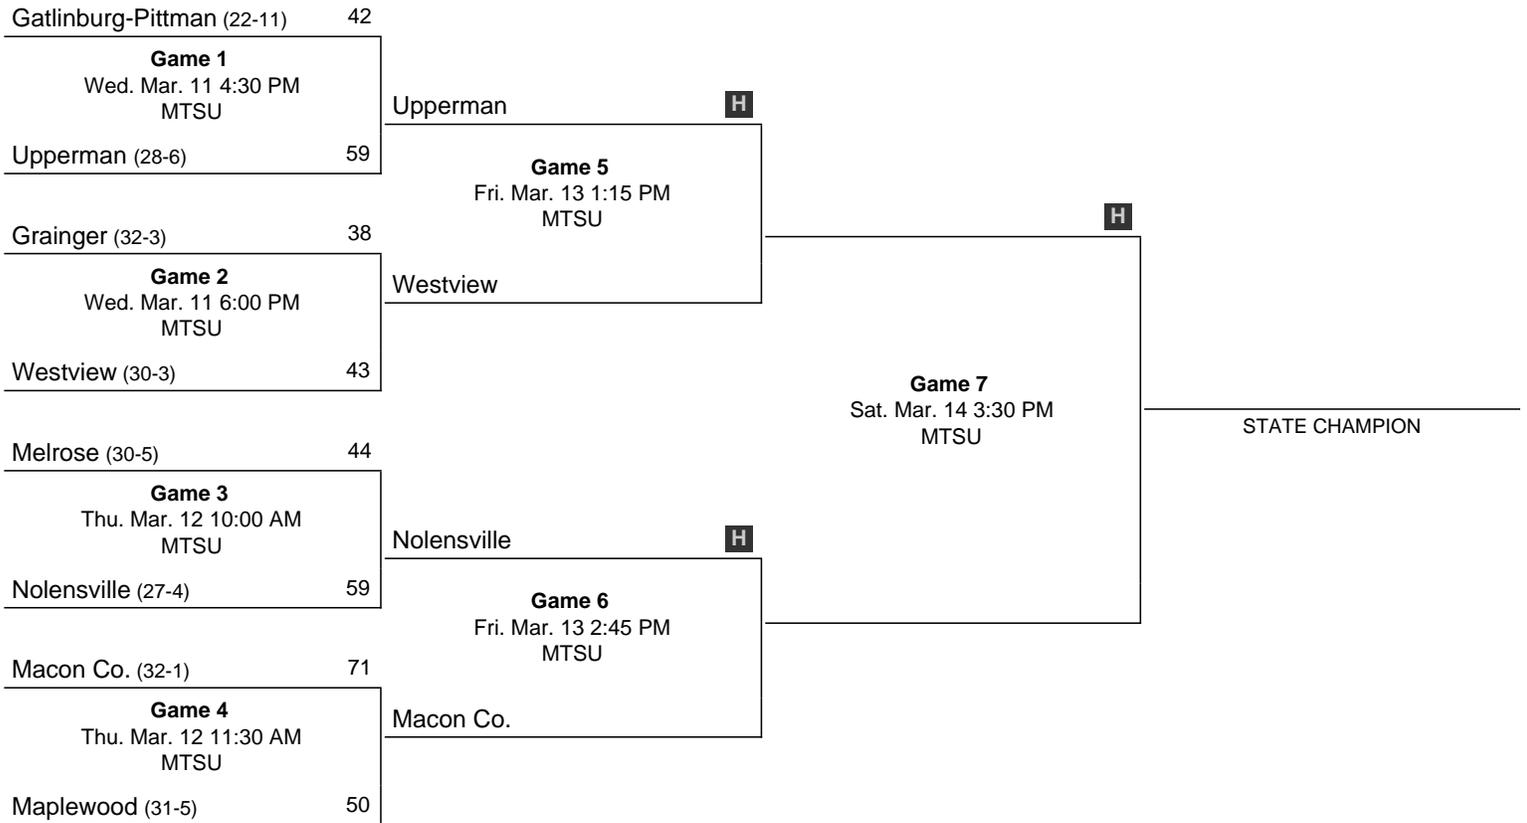 Gatlinburg-Pittman (22-11) 42
Game 1
Wed. Mar. 11 4:30 PM
MTSU
Upperman (28-6) 59
Grainger (32-3) 38
Game 2
Wed. Mar. 11 6:00 PM
MTSU
Westview (30-3) 43
Melrose (30-5) 44
Game 3
Thu. Mar. 12 10:00 AM
MTSU
Nolensville (27-4) 59
Macon Co. (32-1) 71
Game 4
Thu. Mar. 12 11:30 AM
MTSU
Maplewood (31-5) 50
Upperman H
Game 5
Fri. Mar. 13 1:15 PM
MTSU
Westview
Nolensville H
Game 6
Fri. Mar. 13 2:45 PM
MTSU
Macon Co.
H
Game 7
Sat. Mar. 14 3:30 PM
MTSU
STATE CHAMPION